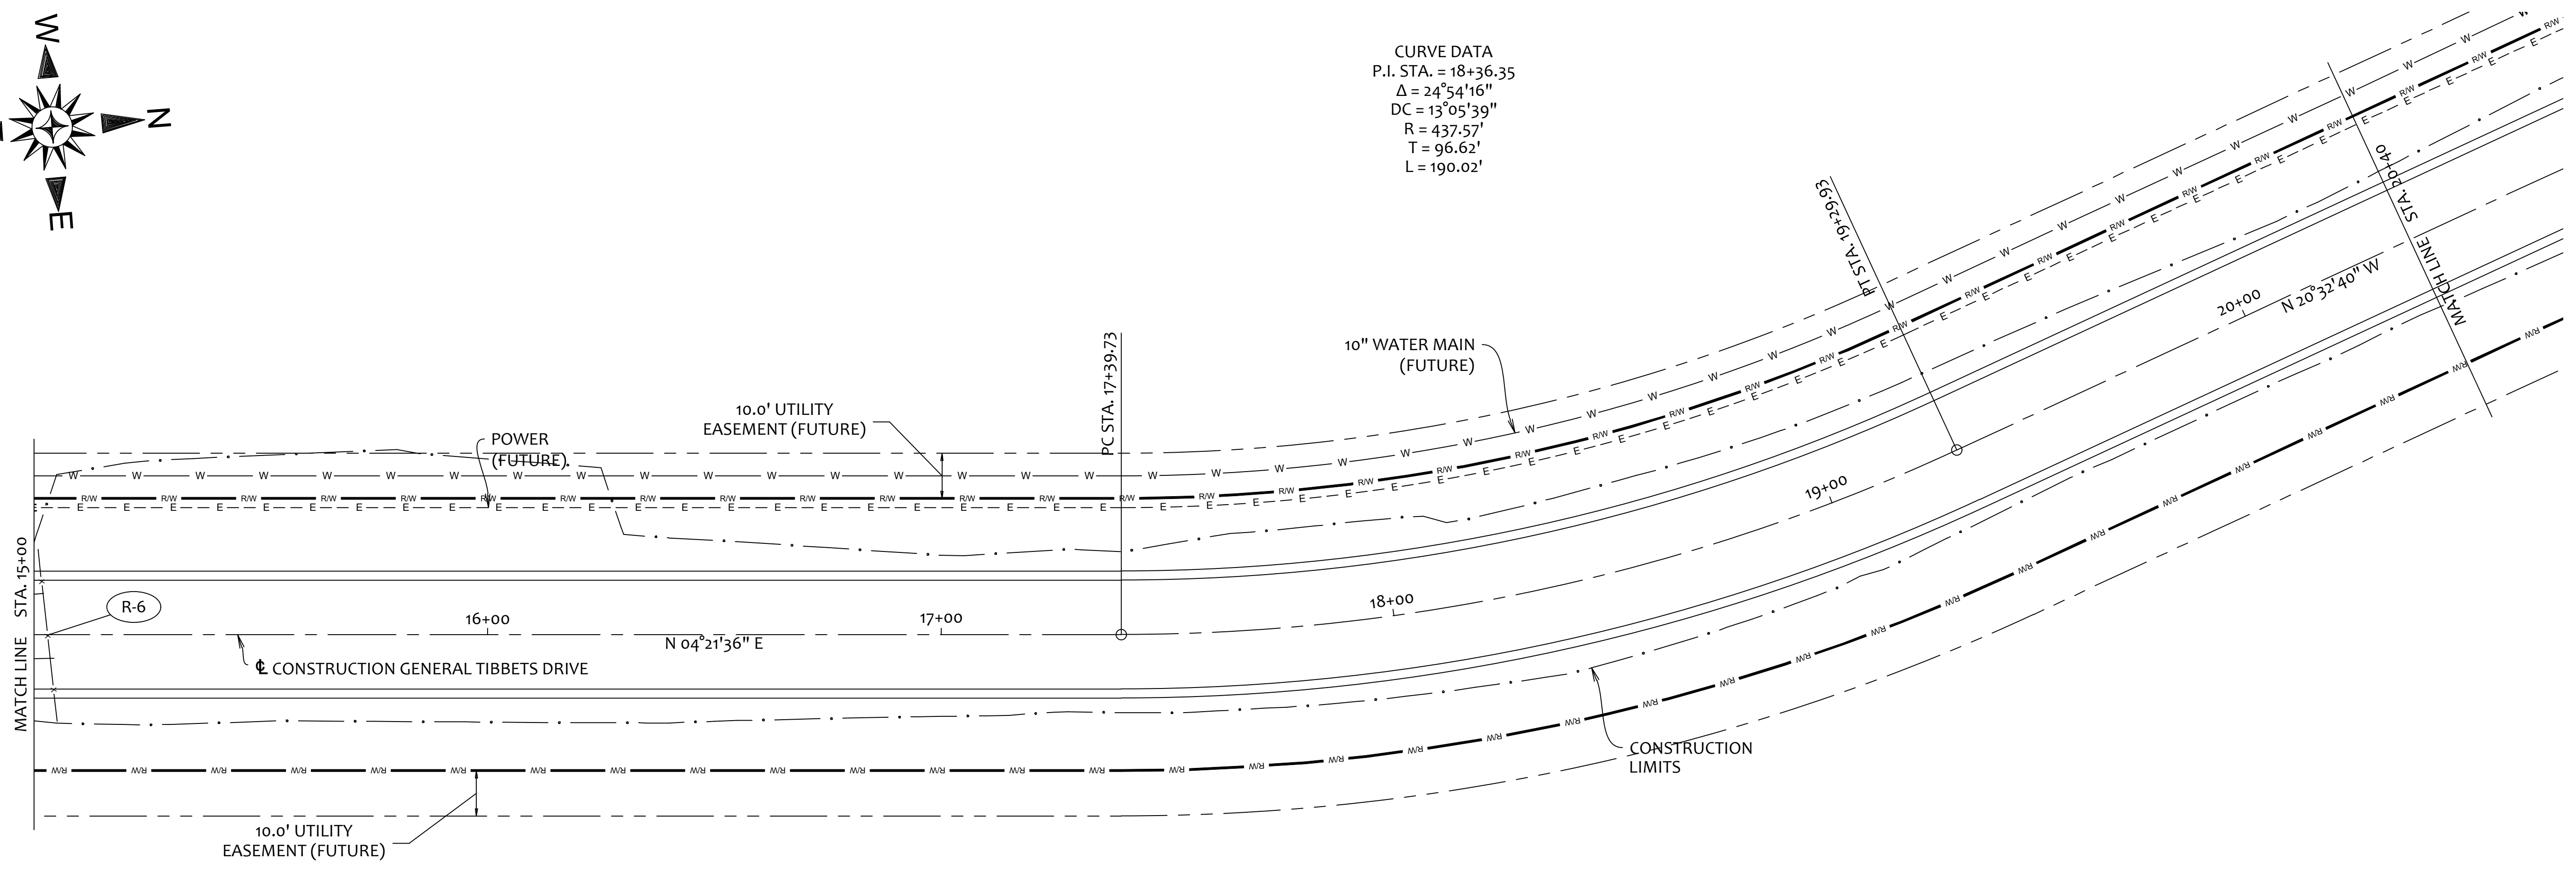 W
N
E
CURVE DATA
P.I. STA. = 18+36.35
Δ = 24°54'16"
DC = 13°05'39"
R = 437.57'
T = 96.62'
L = 190.02'
PT STA. 19+29.93
MATCH LINE STA. 20+40
20+00
N 20°32'40" W
10" WATER MAIN
(FUTURE)
PC STA. 17+39.73
10.0' UTILITY
EASEMENT (FUTURE)
POWER
(FUTURE)
W W W W W W W W W W W W W W W W W W
R/W R/W R/W R/W R/W R/W R/W R/W R/W R/W R/W R/W R/W R/W
E E E E E E E E E E E E E E E E E E E E E E E E
19+00
18+00
17+00
16+00
MATCH LINE STA. 15+00
R-6
N 04°21'36" E
℄ CONSTRUCTION GENERAL TIBBETS DRIVE
CONSTRUCTION
LIMITS
R/W R/W R/W R/W R/W R/W R/W R/W R/W R/W R/W R/W R/W R/W
10.0' UTILITY
EASEMENT (FUTURE)